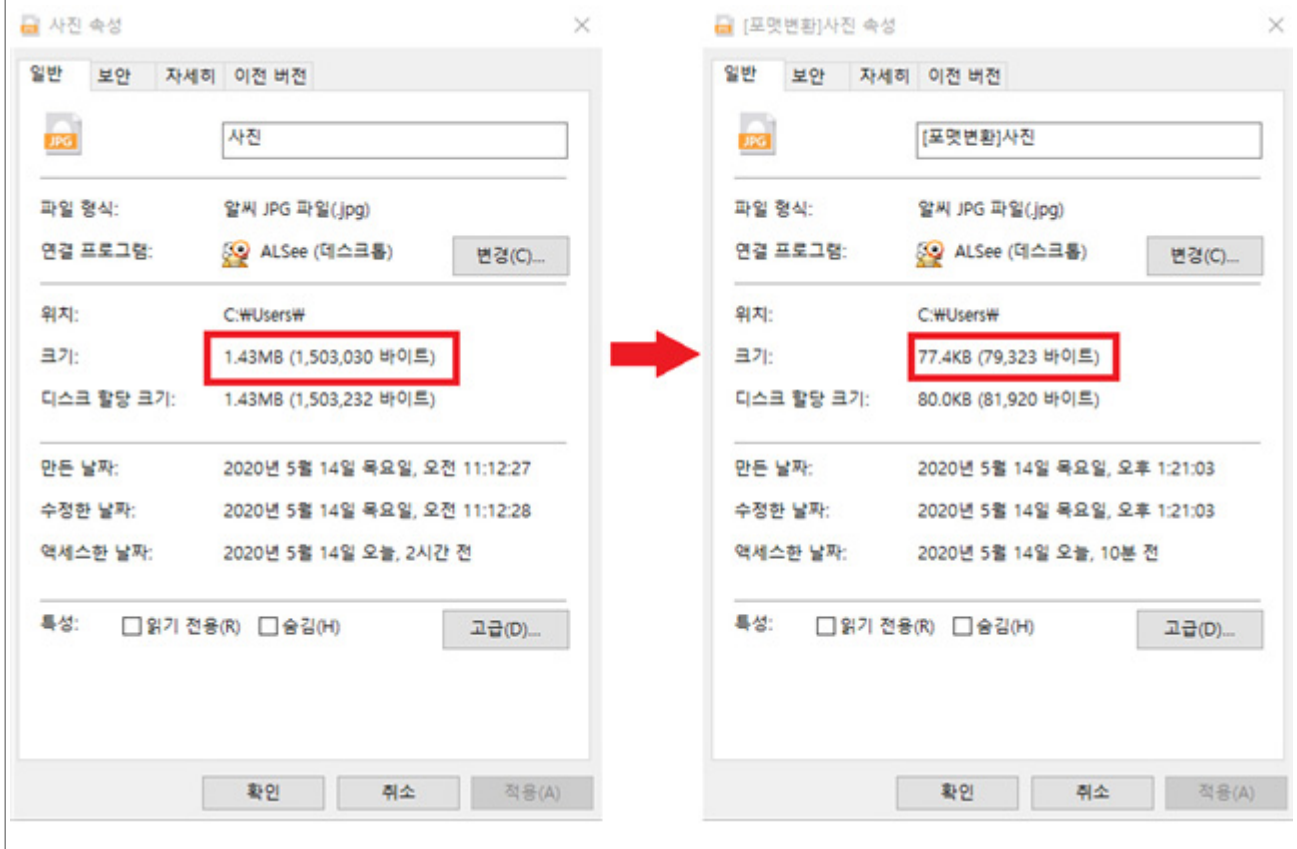 사진 속성
일반 보안 자세히 이전 버전
JPG
사진
파일 형식: 알씨 JPG 파일(.jpg)
연결 프로그램: ALSee (데스크톱) 변경(C)...
위치: C:₩Users₩
크기: 1.43MB (1,503,030 바이트)
디스크 할당 크기: 1.43MB (1,503,232 바이트)
만든 날짜: 2020년 5월 14일 목요일, 오전 11:12:27
수정한 날짜: 2020년 5월 14일 목요일, 오전 11:12:28
액세스한 날짜: 2020년 5월 14일 오늘, 2시간 전
특성: 읽기 전용(R) 숨김(H) 고급(D)...
확인 취소 적용(A)
[포맷변환]사진 속성
일반 보안 자세히 이전 버전
JPG
[포맷변환]사진
파일 형식: 알씨 JPG 파일(.jpg)
연결 프로그램: ALSee (데스크톱) 변경(C)...
위치: C:₩Users₩
크기: 77.4KB (79,323 바이트)
디스크 할당 크기: 80.0KB (81,920 바이트)
만든 날짜: 2020년 5월 14일 목요일, 오후 1:21:03
수정한 날짜: 2020년 5월 14일 목요일, 오후 1:21:03
액세스한 날짜: 2020년 5월 14일 오늘, 10분 전
특성: 읽기 전용(R) 숨김(H) 고급(D)...
확인 취소 적용(A)